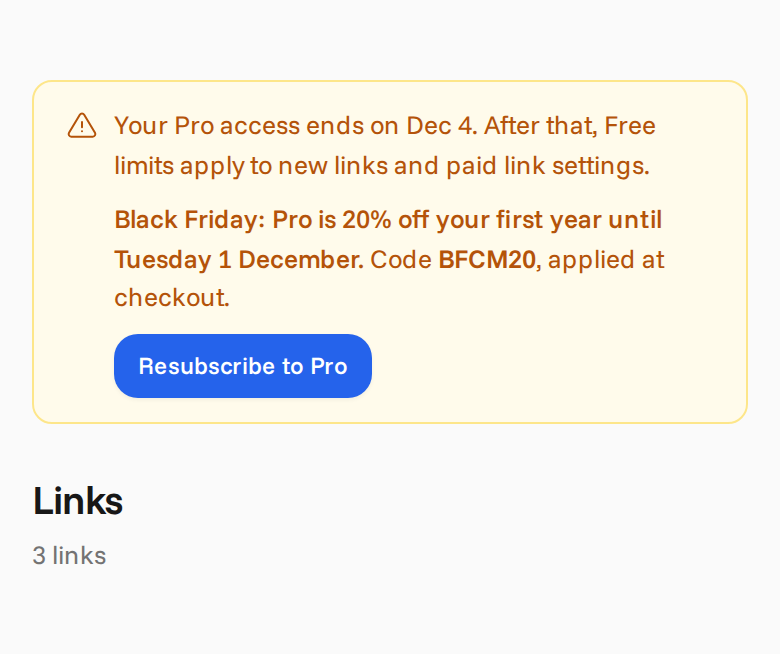 Your Pro access ends on Dec 4. After that, Free
limits apply to new links and paid link settings.
Black Friday: Pro is 20% off your first year until
Tuesday 1 December. Code BFCM20, applied at
checkout.
Resubscribe to Pro
Links
3 links